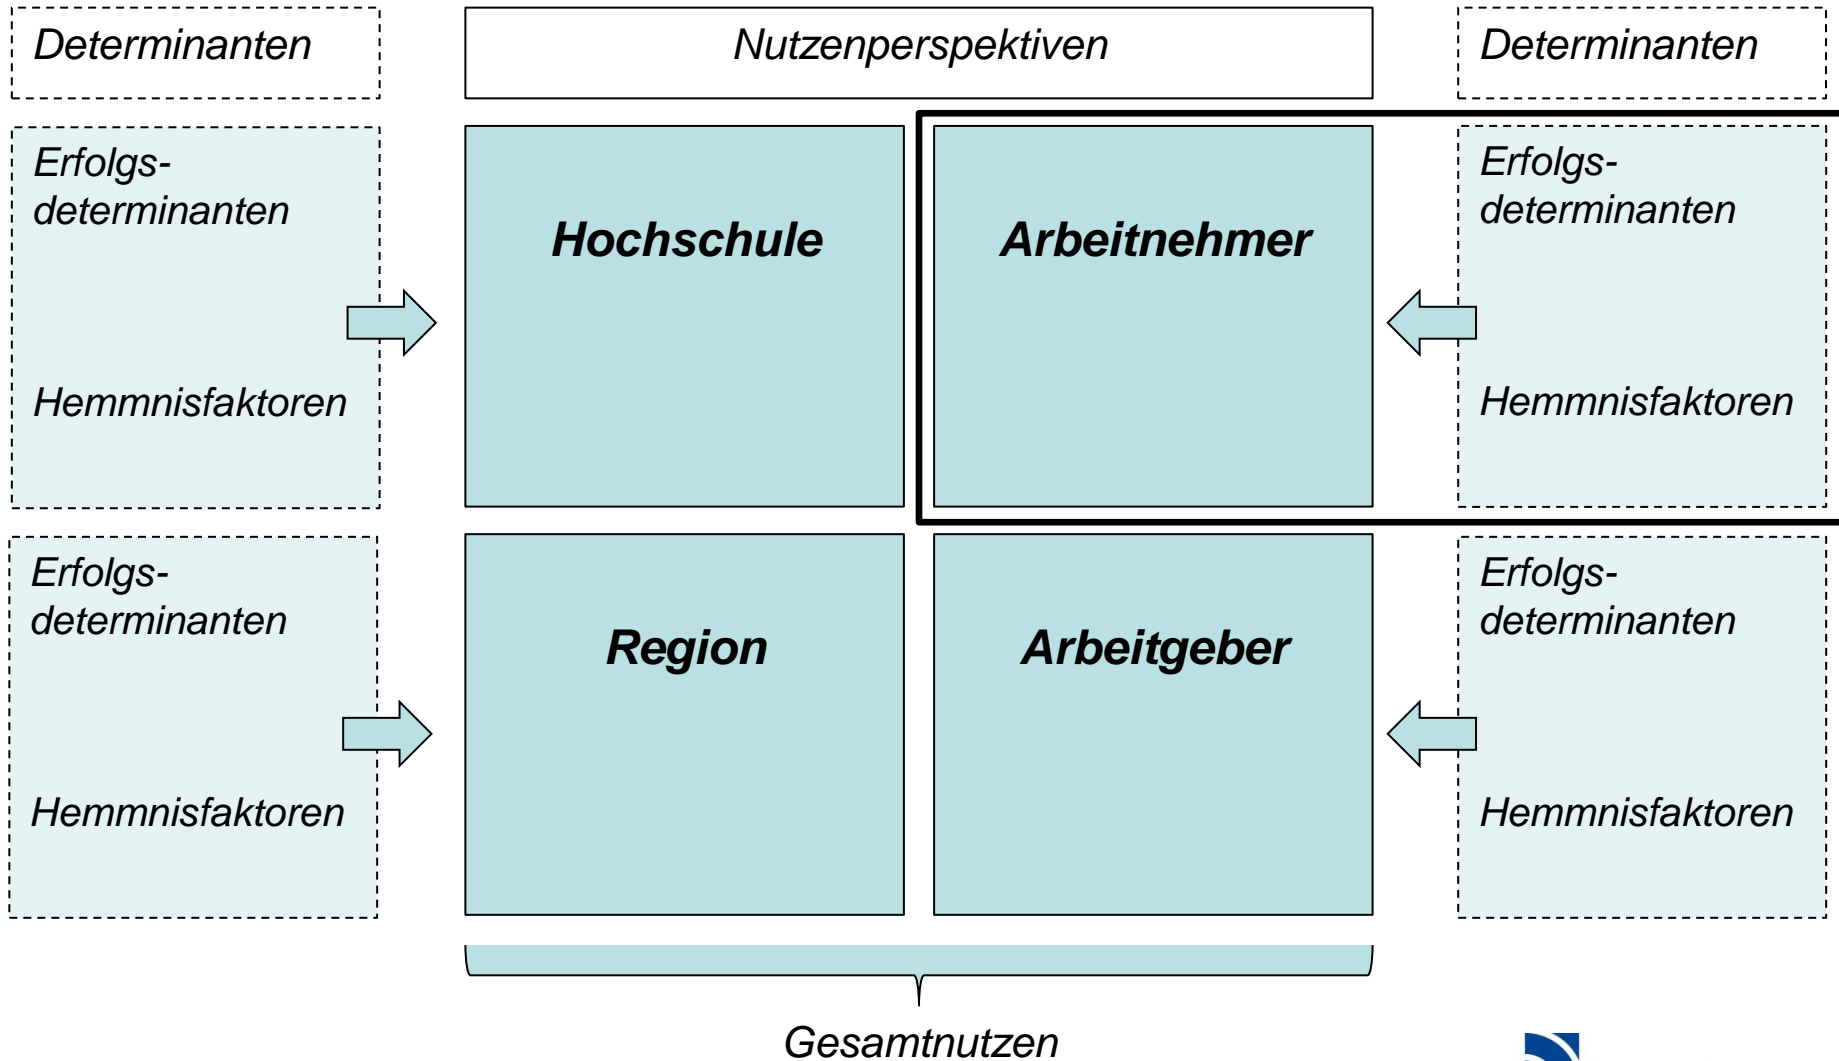 Determinanten
Nutzenperspektiven
Determinanten
Erfolgs-
determinanten
Hemmnisfaktoren
Hochschule
Arbeitnehmer
Erfolgs-
determinanten
Hemmnisfaktoren
Erfolgs-
determinanten
Hemmnisfaktoren
Region
Arbeitgeber
Erfolgs-
determinanten
Hemmnisfaktoren
Gesamtnutzen